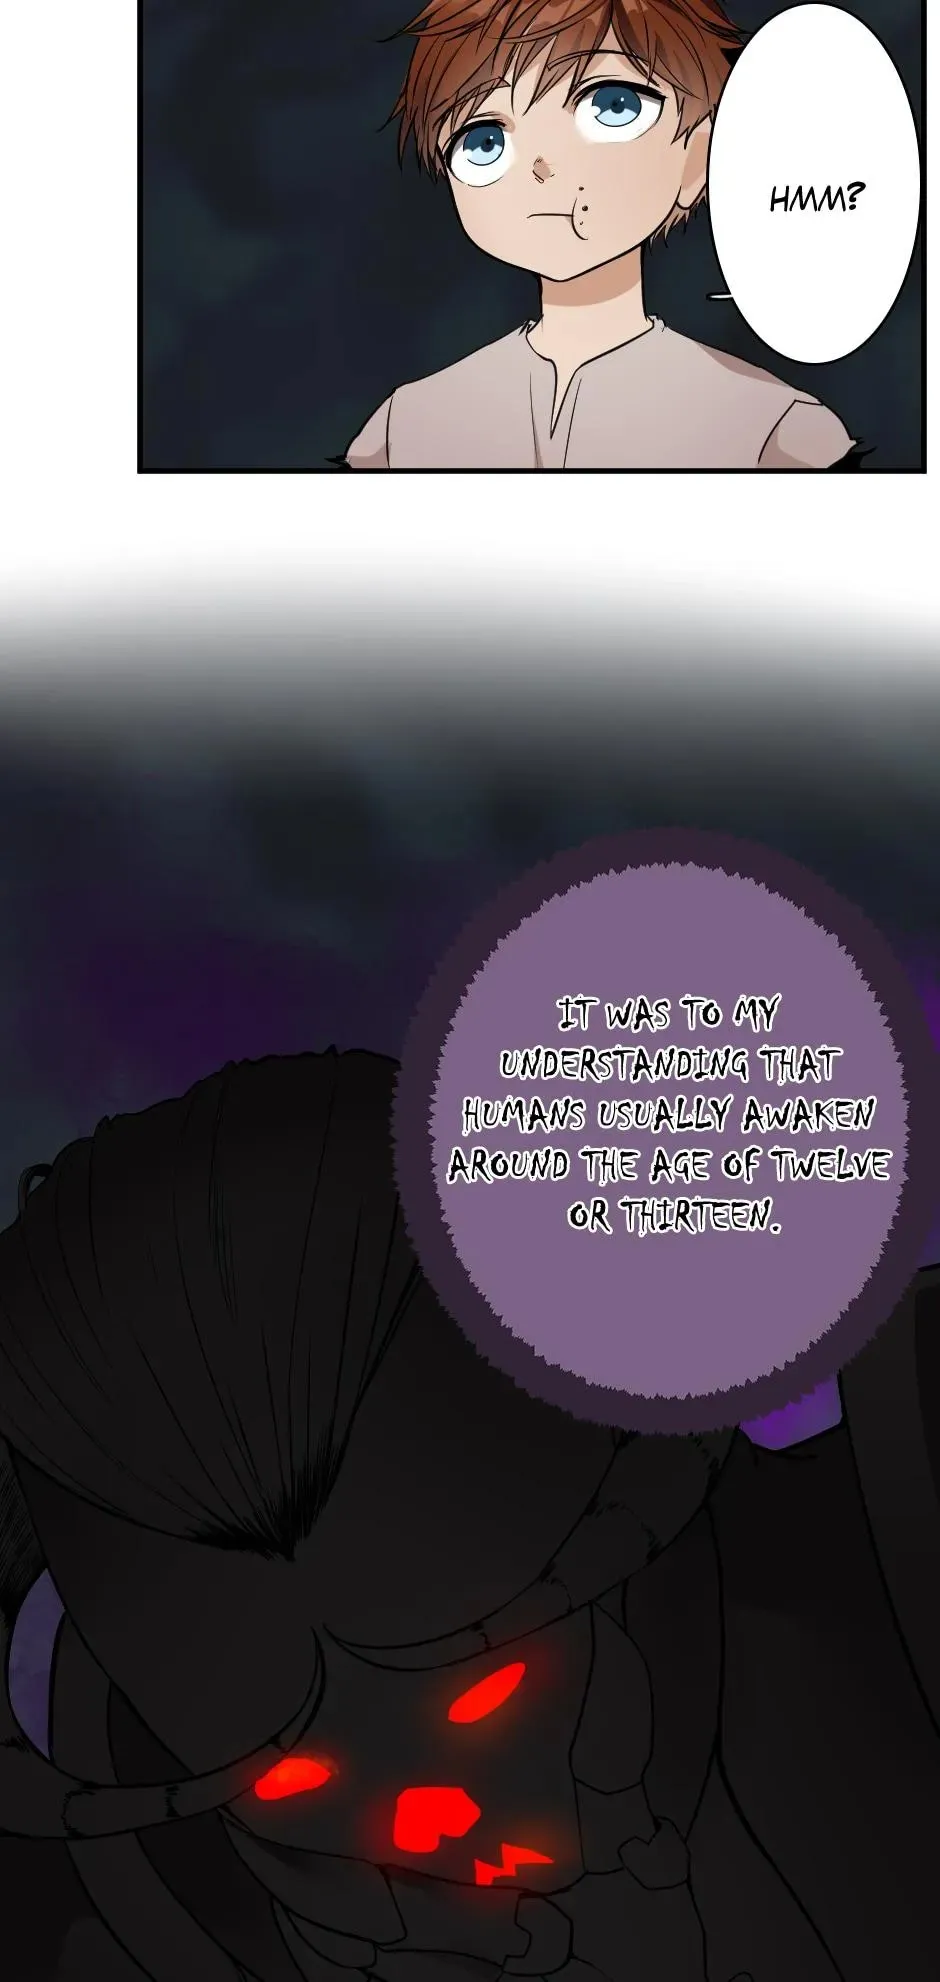 HMM?
IT WAS TO MY
UNDERSTANDING THAT
HUMANS USUALLY AWAKEN
AROUND THE AGE OF TWELVE
OR THIRTEEN.